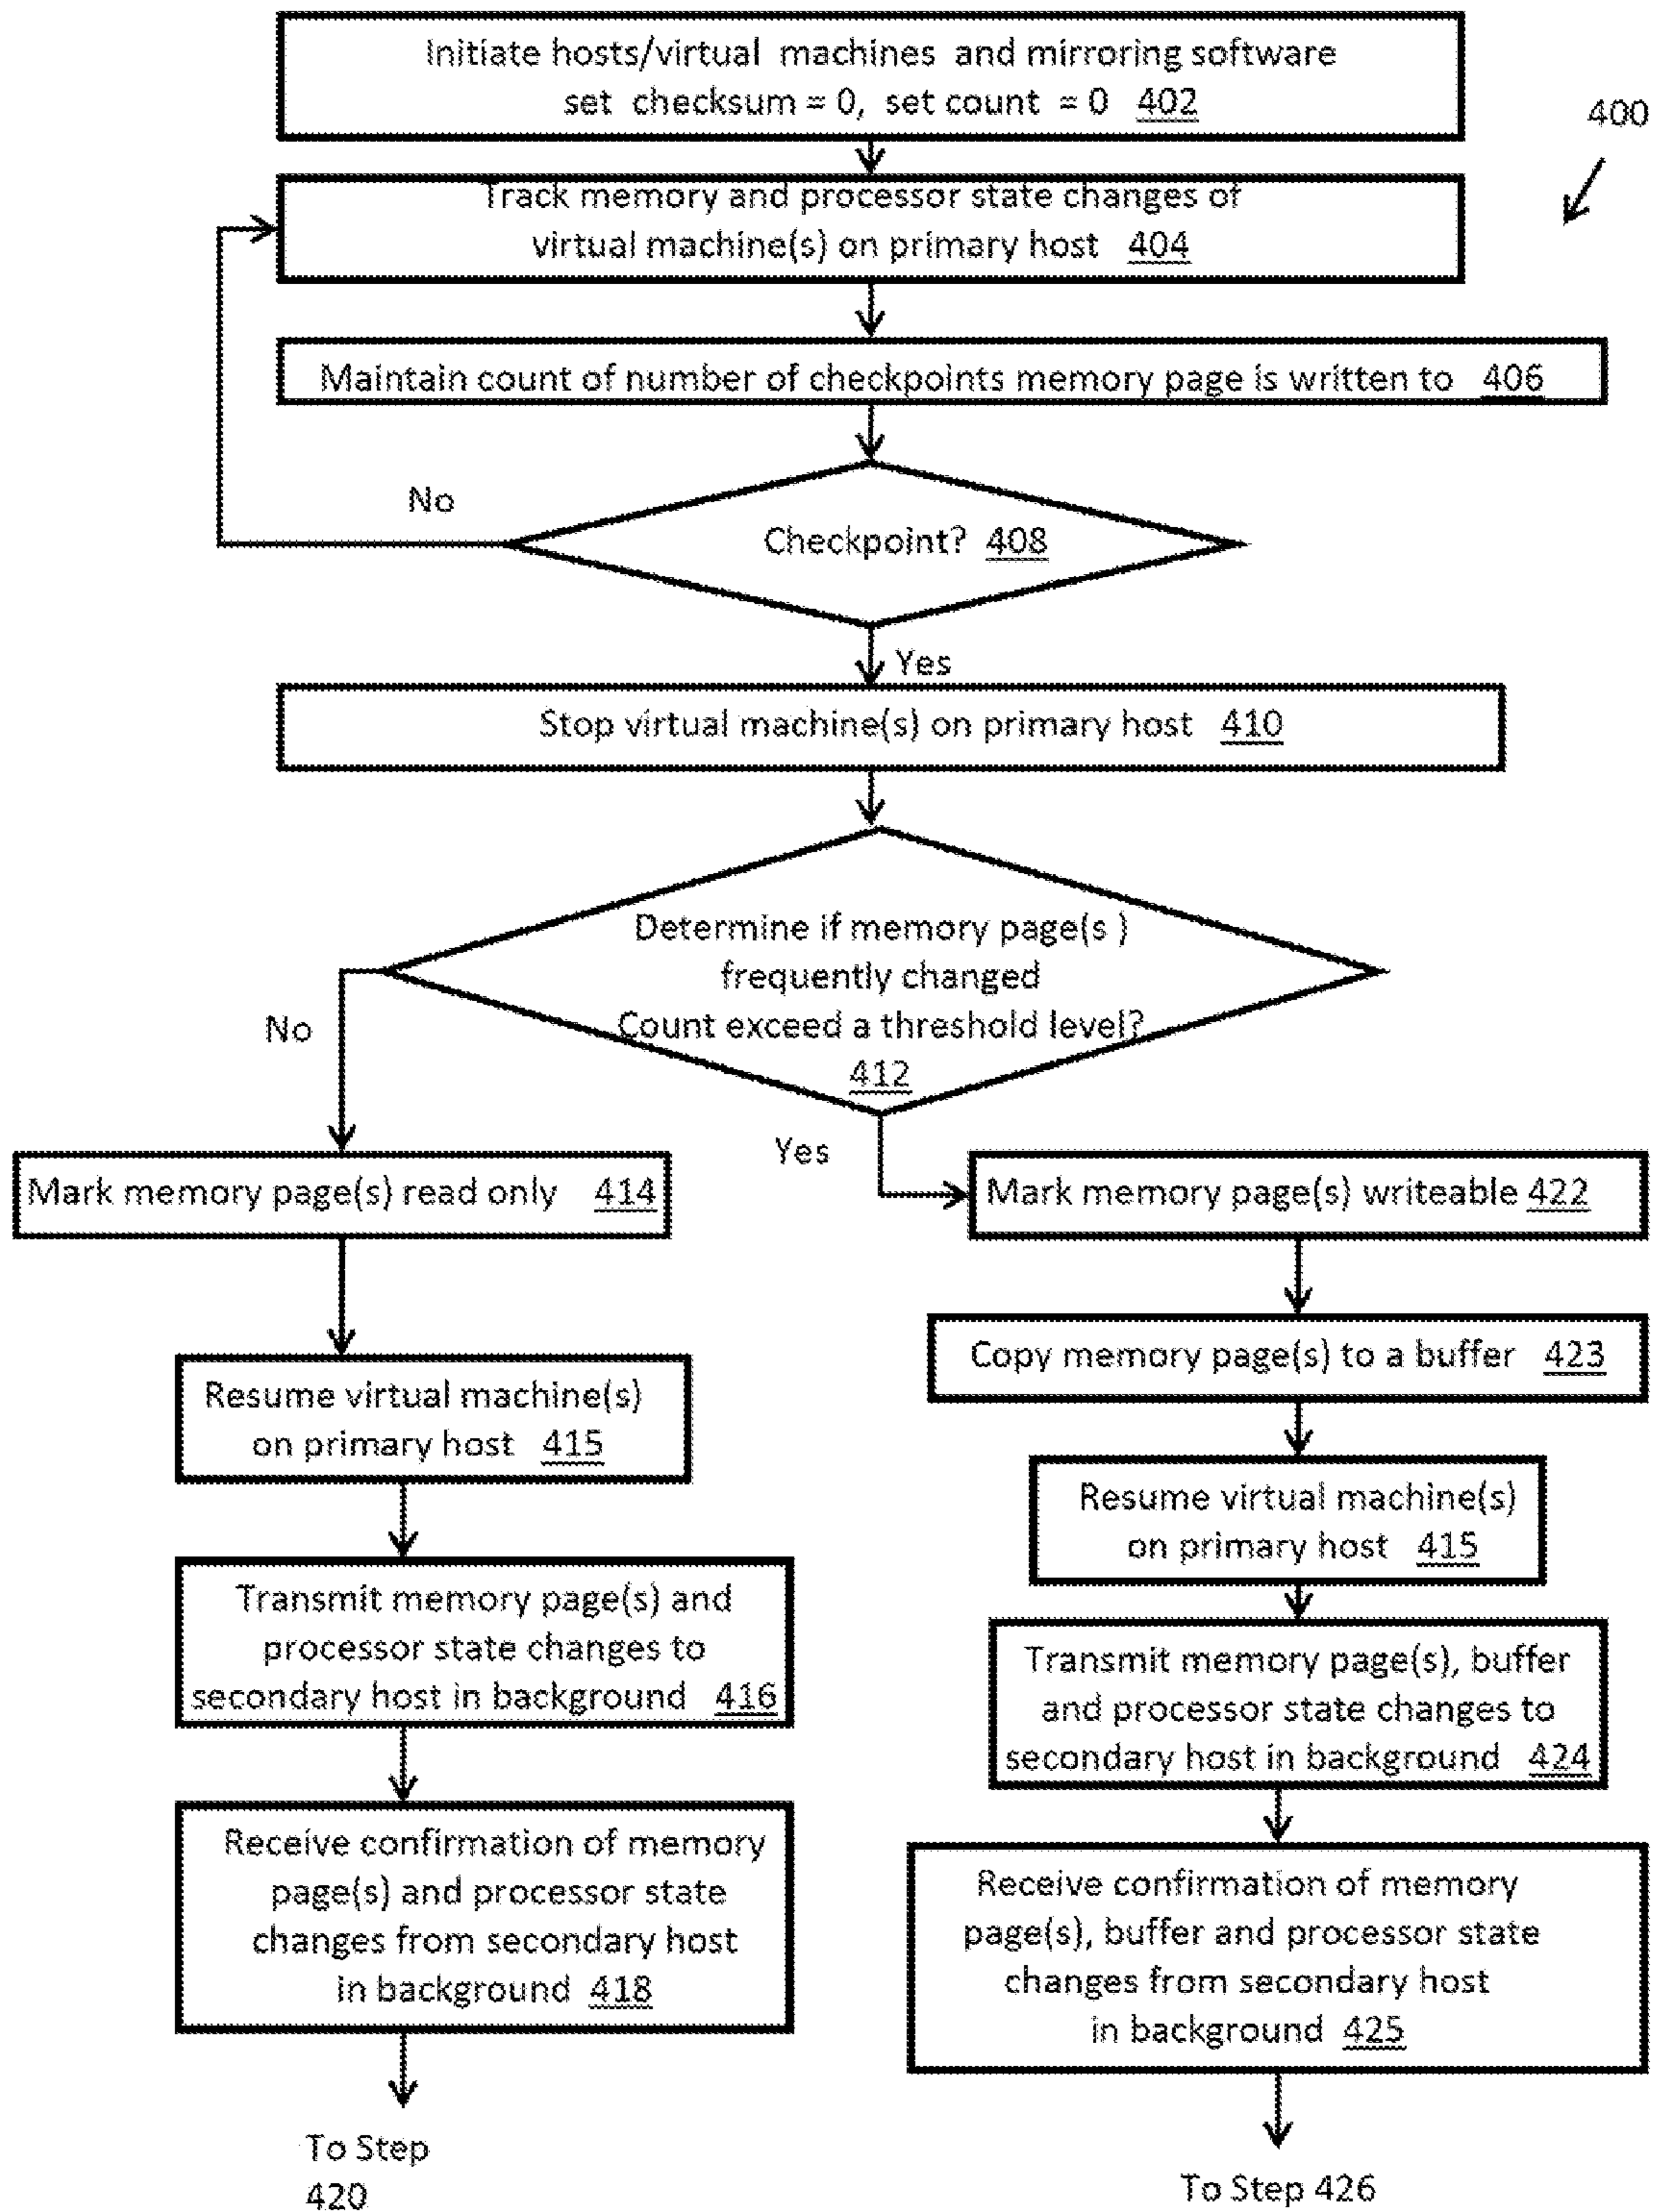 Initiate hosts/virtual machines and mirroring software
set checksum = 0, set count = 0 402
400
Track memory and processor state changes of
virtual machine(s) on primary host 404
Maintain count of number of checkpoints memory page is written to 406
No
Checkpoint? 408
Yes
Stop virtual machine(s) on primary host 410
Determine if memory page(s )
frequently changed
Count exceed a threshold level?
412
No
Yes
Mark memory page(s) read only 414
Resume virtual machine(s)
on primary host 415
Transmit memory page(s) and
processor state changes to
secondary host in background 416
Receive confirmation of memory
page(s) and processor state
changes from secondary host
in background 418
To Step
420
Mark memory page(s) writeable 422
Copy memory page(s) to a buffer 423
Resume virtual machine(s)
on primary host 415
Transmit memory page(s), buffer
and processor state changes to
secondary host in background 424
Receive confirmation of memory
page(s), buffer and processor state
changes from secondary host
in background 425
To Step 426